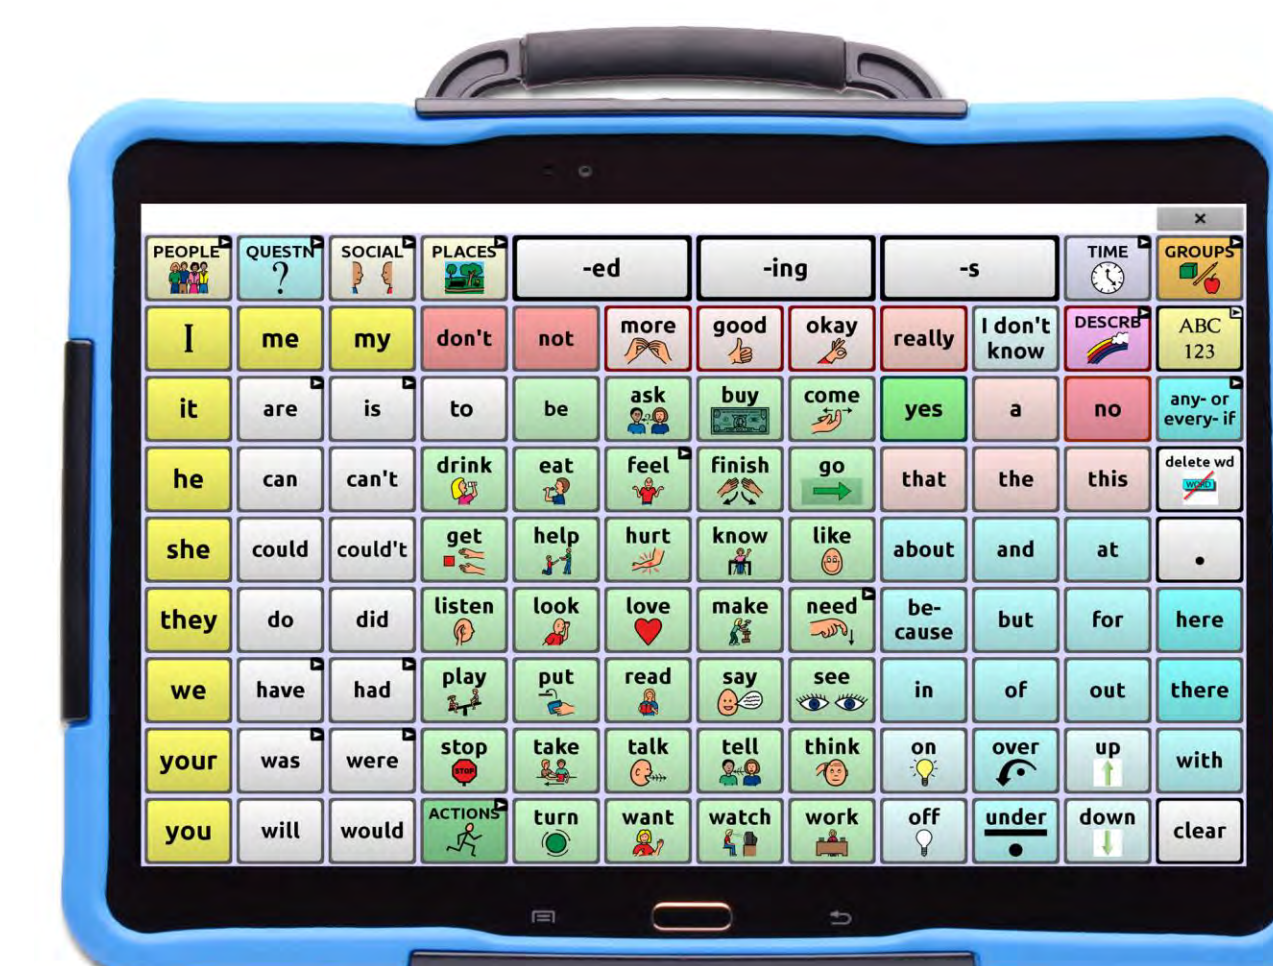 ×
PEOPLE QUESTN SOCIAL PLACES -ed -ing -s TIME GROUPS
?
I me my don't not more good okay really I don't know DESCRB ABC 123
it are is to be ask buy come yes a no any- or every- if
he can can't drink eat feel finish go that the this delete wd
WORD
she could couldn't get help hurt know like about and at .
they do did listen look love make need be-cause but for here
we have had play put read say see in of out there
your was were stop take talk tell think on over up with
STOP
you will would ACTIONS turn want watch work off under down clear